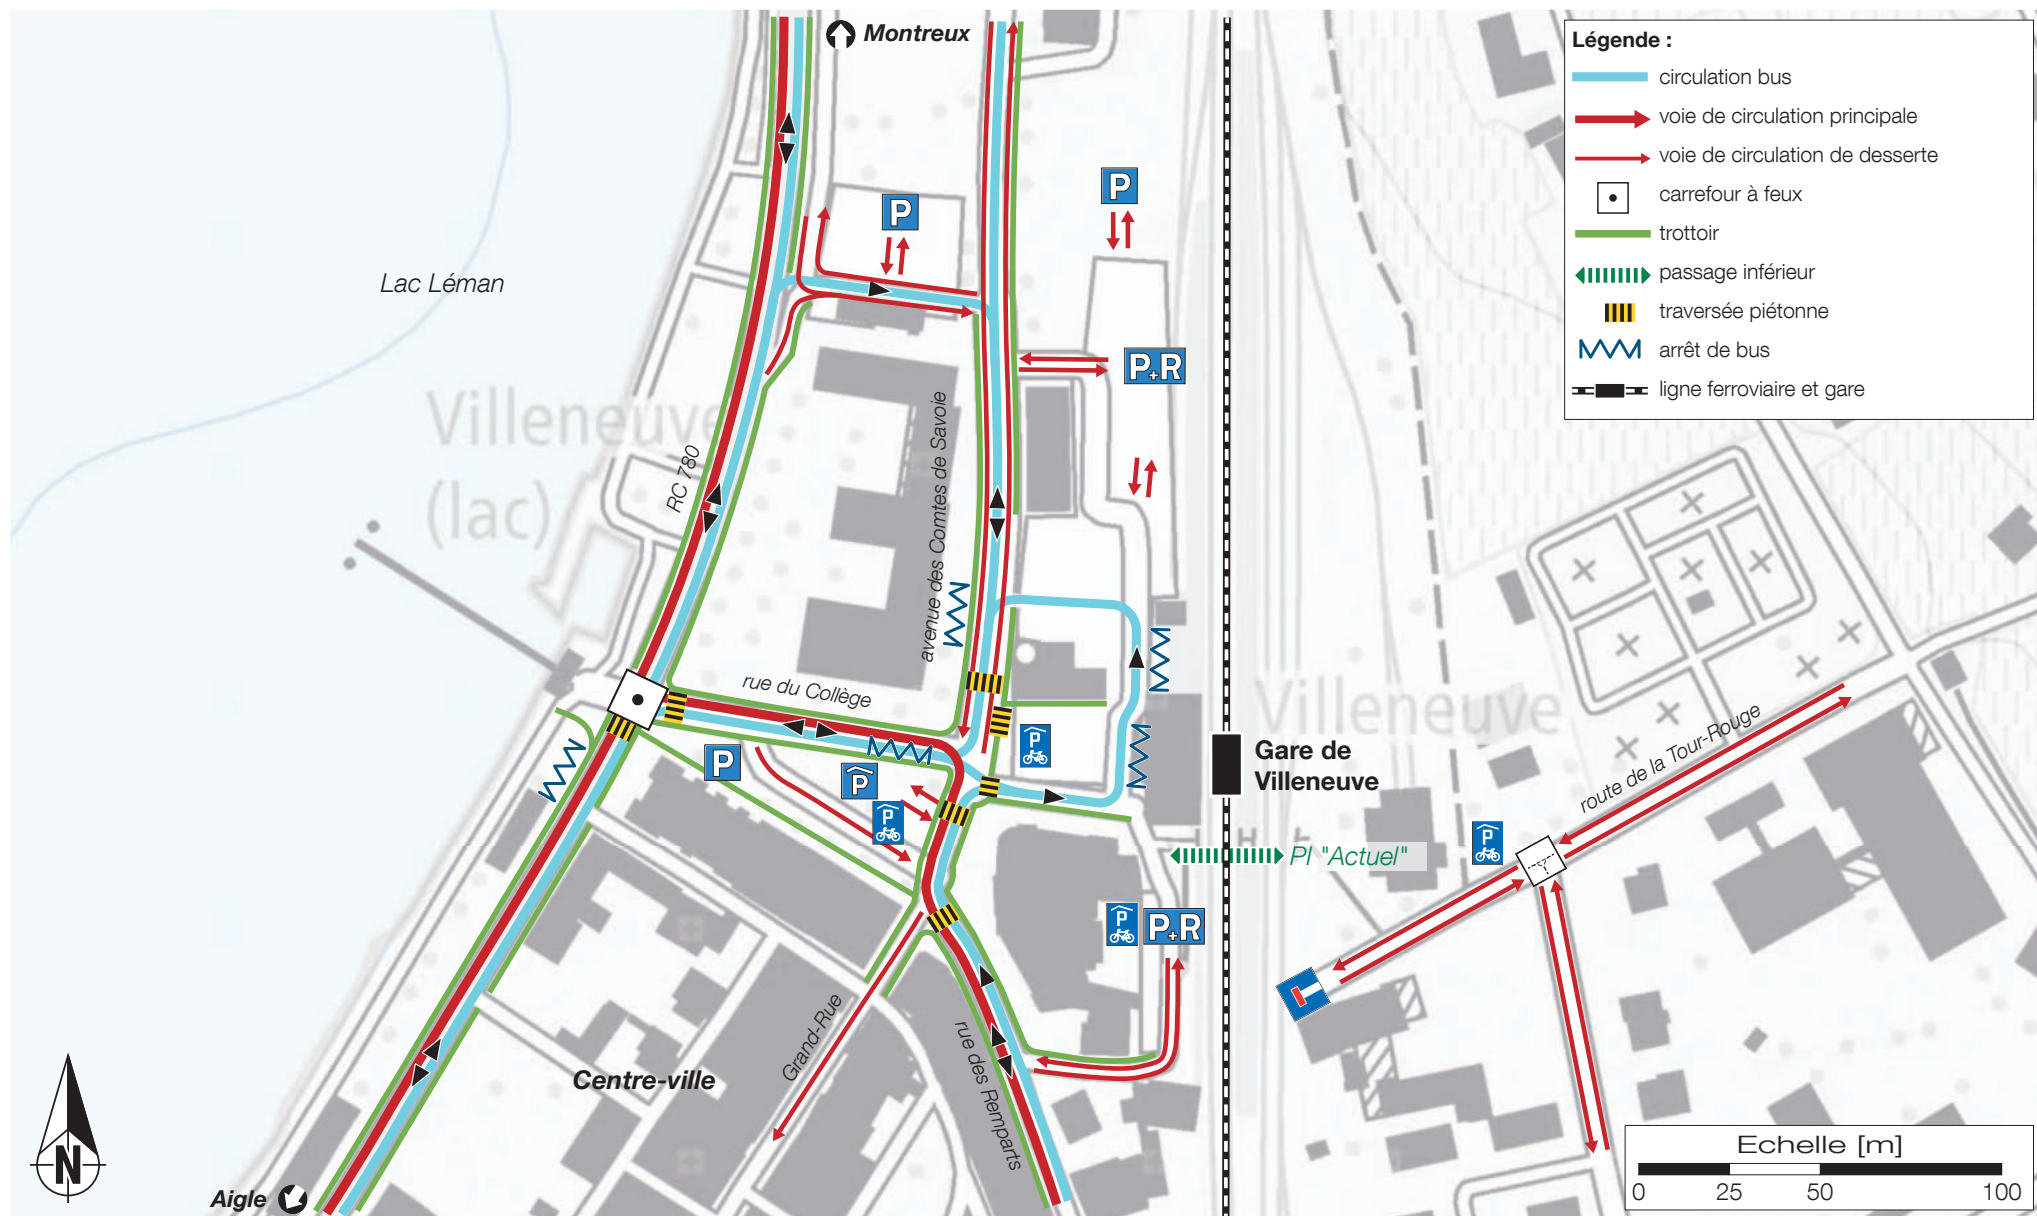 Montreux
Légende :
circulation bus
voie de circulation principale
voie de circulation de desserte
carrefour à feux
trottoir
passage inférieur
traversée piétonne
arrêt de bus
ligne ferroviaire et gare
P
P
Lac Léman
P+R
Villeneuve
(lac)
RC 780
avenue des Comtes de Savoie
rue du Collège
Villeneuve
Gare de
Villeneuve
P
P
P
P
route de la Tour-Rouge
P
PI "Actuel"
P
P+R
Grand-Rue
rue des Remparts
Centre-ville
N
Aigle
Echelle [m]
0 25 50 100